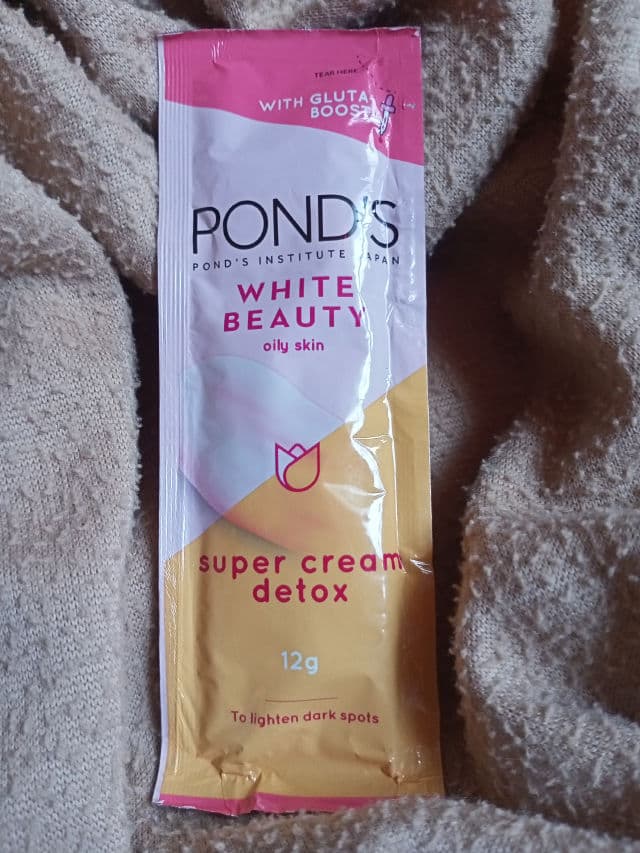 TEAR HERE
WITH GLUTA-
BOOST
POND'S
POND'S INSTITUTE JAPAN
WHITE
BEAUTY
oily skin
super cream
detox
12g
To lighten dark spots